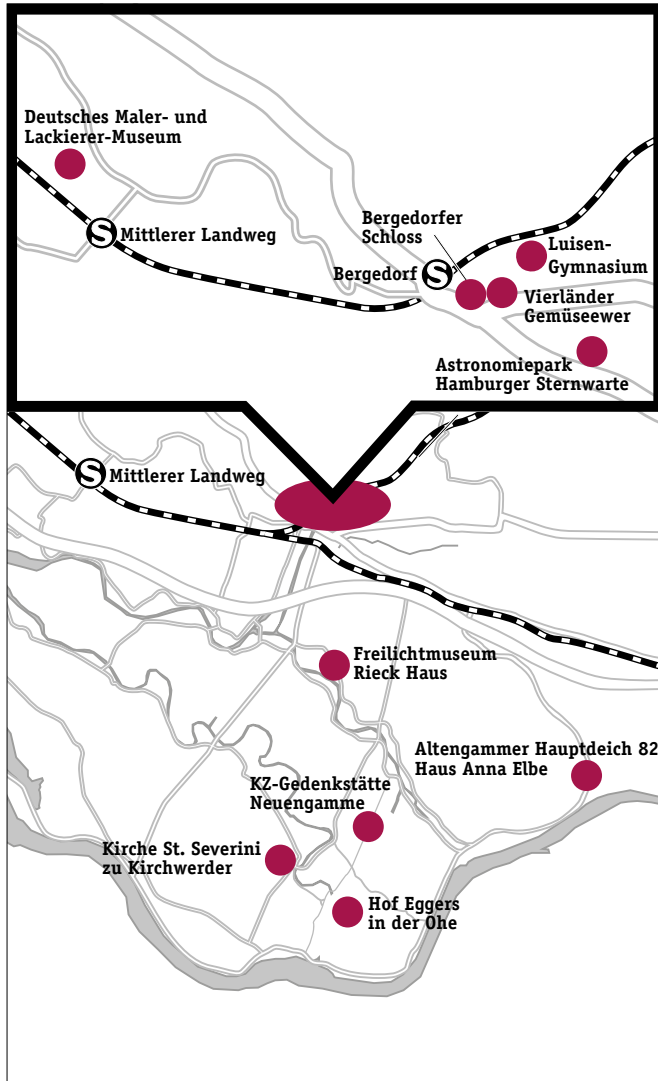 Deutsches Maler- und
Lackierer-Museum
S
Mittlerer Landweg
Bergedorfer
Schloss
Bergedorf
S
Luisen-
Gymnasium
Vierländer
Gemüseewer
Astronomiepark
Hamburger Sternwarte
S
Mittlerer Landweg
Freilichtmuseum
Rieck Haus
Altengammer Hauptdeich 82
Haus Anna Elbe
KZ-Gedenkstätte
Neuengamme
Kirche St. Severini
zu Kirchwerder
Hof Eggers
in der Ohe